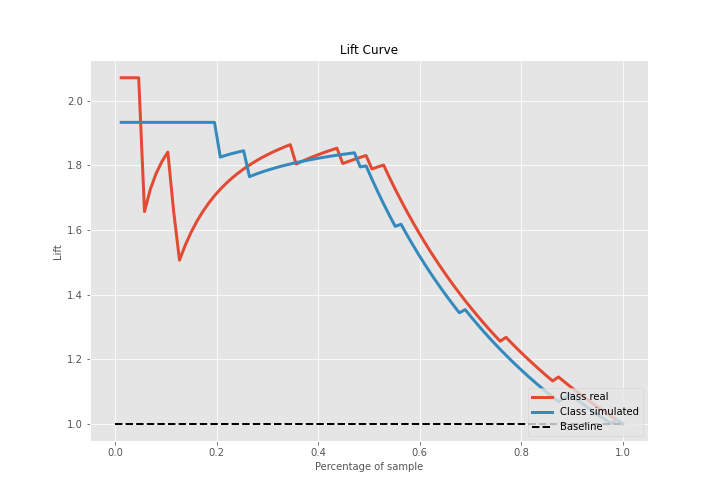 Lift Curve
Lift
2.0
1.8
1.6
1.4
1.2
1.0
0.0
0.2
0.4
0.6
0.8
1.0
Percentage of sample
Class real
Class simulated
Baseline